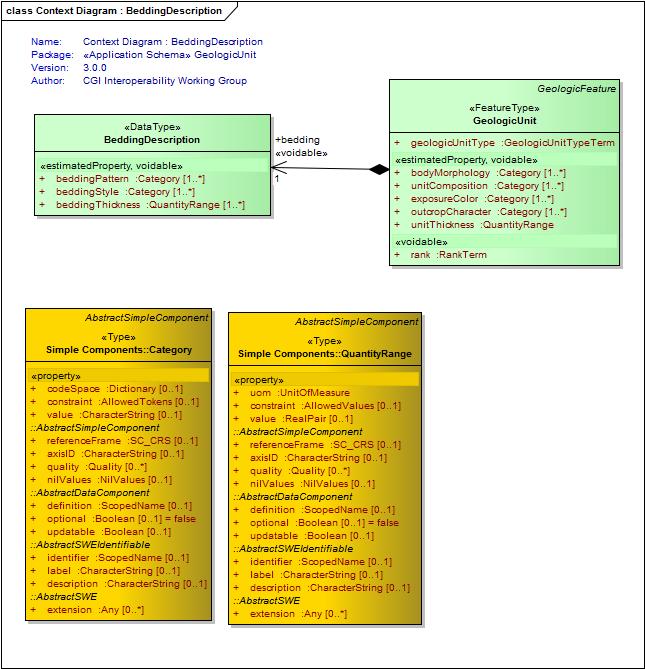 class Context Diagram : BeddingDescription
Name: Context Diagram : BeddingDescription
Package: «Application Schema» GeologicUnit
Version: 3.0.0
Author: CGI Interoperability Working Group
«DataType»
BeddingDescription
«estimatedProperty, voidable»
+ beddingPattern :Category [1..*]
+ beddingStyle :Category [1..*]
+ beddingThickness :QuantityRange [1..*]
+bedding
«voidable»
1
GeologicFeature
«FeatureType»
GeologicUnit
+ geologicUnitType :GeologicUnitTypeTerm
«estimatedProperty, voidable»
+ bodyMorphology :Category [1..*]
+ unitComposition :Category [1..*]
+ exposureColor :Category [1..*]
+ outcropCharacter :Category [1..*]
+ unitThickness :QuantityRange
«voidable»
+ rank :RankTerm
AbstractSimpleComponent
«Type»
Simple Components::Category
«property»
+ codeSpace :Dictionary [0..1]
+ constraint :AllowedTokens [0..1]
+ value :CharacterString [0..1]
::AbstractSimpleComponent
+ referenceFrame :SC_CRS [0..1]
+ axisID :CharacterString [0..1]
+ quality :Quality [0..*]
+ nilValues :NilValues [0..1]
::AbstractDataComponent
+ definition :ScopedName [0..1]
+ optional :Boolean [0..1] = false
+ updatable :Boolean [0..1]
::AbstractSWEIdentifiable
+ identifier :ScopedName [0..1]
+ label :CharacterString [0..1]
+ description :CharacterString [0..1]
::AbstractSWE
+ extension :Any [0..*]
AbstractSimpleComponent
«Type»
Simple Components::QuantityRange
«property»
+ uom :UnitOfMeasure
+ constraint :AllowedValues [0..1]
+ value :RealPair [0..1]
::AbstractSimpleComponent
+ referenceFrame :SC_CRS [0..1]
+ axisID :CharacterString [0..1]
+ quality :Quality [0..*]
+ nilValues :NilValues [0..1]
::AbstractDataComponent
+ definition :ScopedName [0..1]
+ optional :Boolean [0..1] = false
+ updatable :Boolean [0..1]
::AbstractSWEIdentifiable
+ identifier :ScopedName [0..1]
+ label :CharacterString [0..1]
+ description :CharacterString [0..1]
::AbstractSWE
+ extension :Any [0..*]